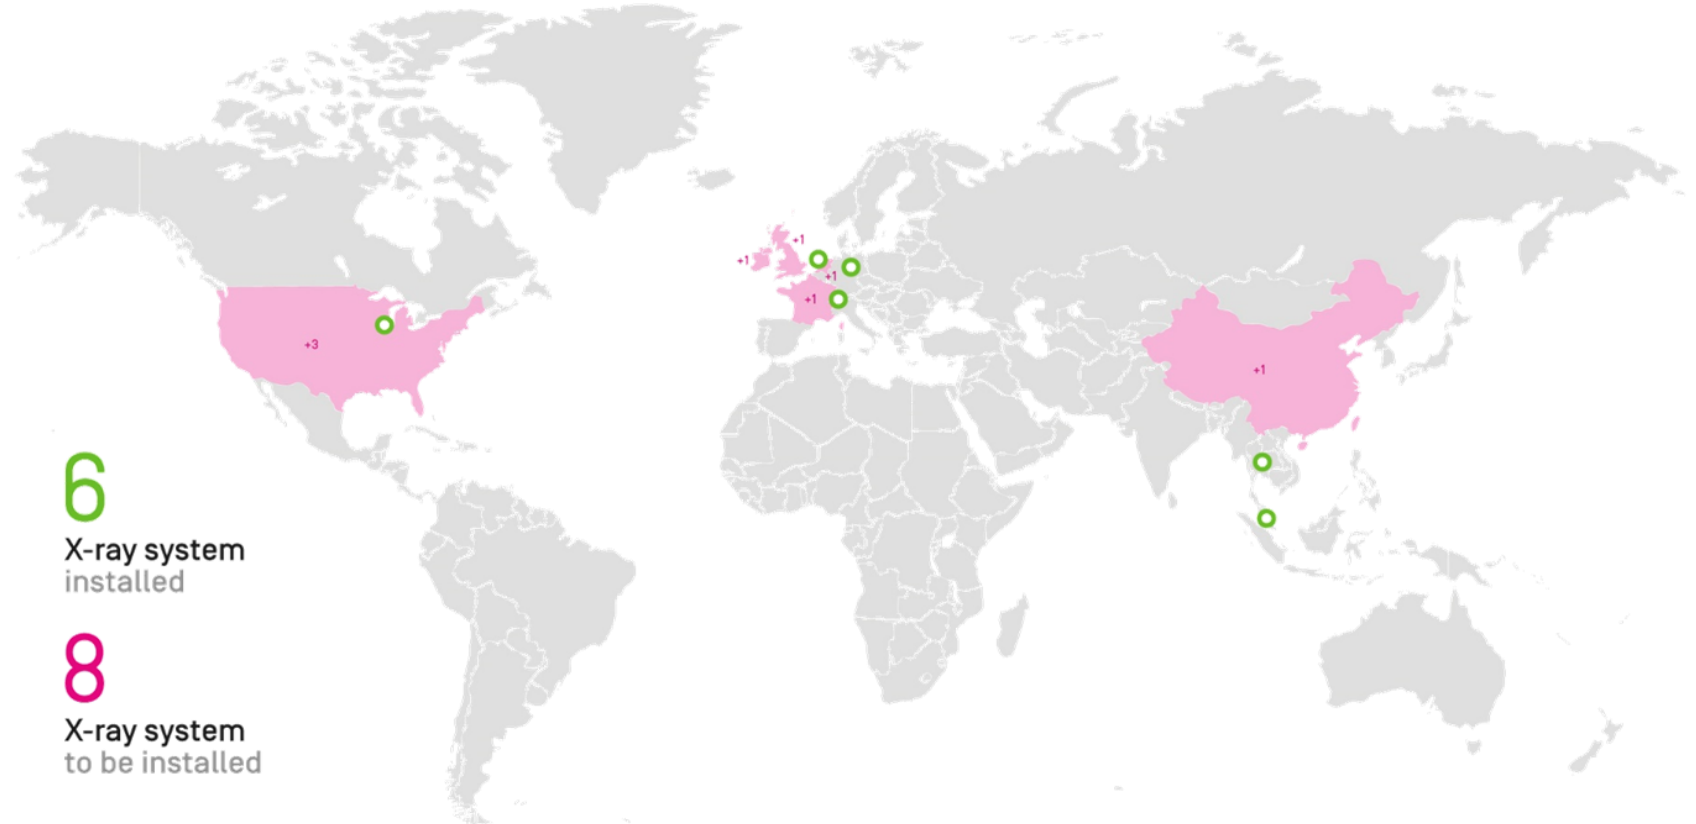 +1
+1
+1
+1
+3
+1
6
X-ray system
installed
8
X-ray system
to be installed